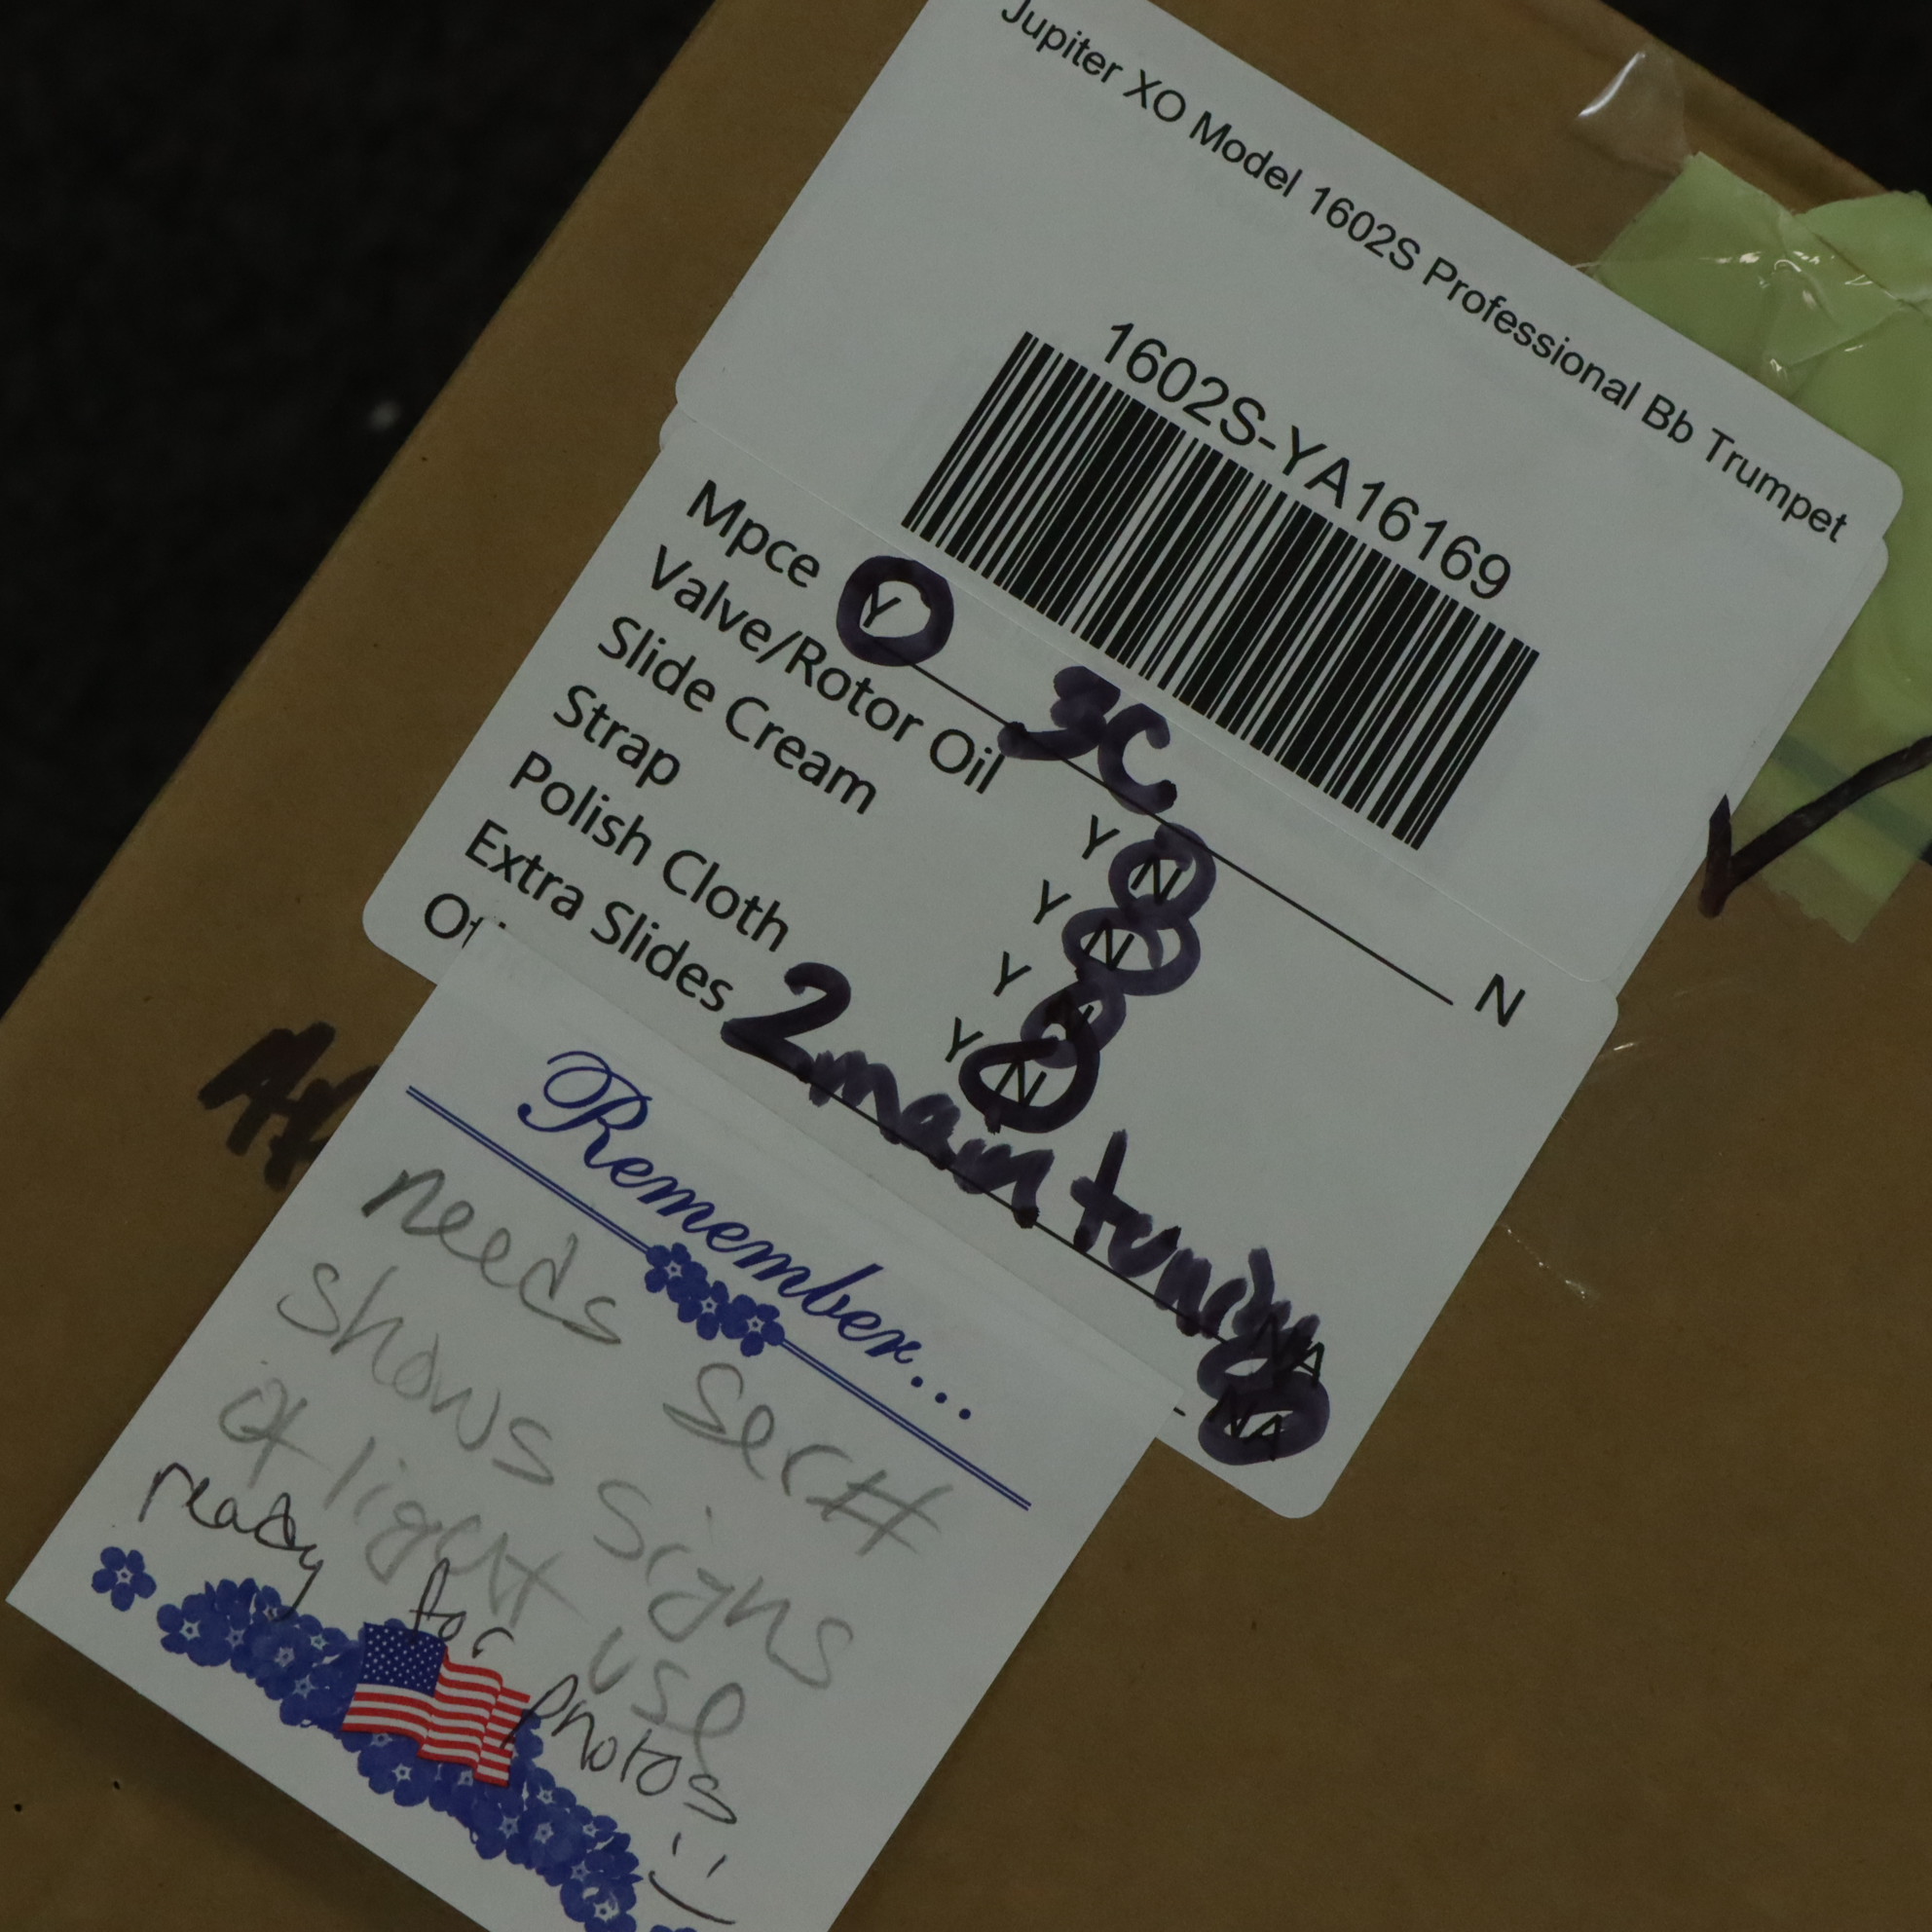 Jupiter XO Model 1602S Professional Bb Trumpet
1602S-YA16169
Mpce Y 3C N
Valve/Rotor Oil Y N
Slide Cream Y N
Strap Y N
Polish Cloth Y N
Extra Slides 2 main tuning NA
NA
Remember...
needs Ser#
shows signs
of light use
ready for photos